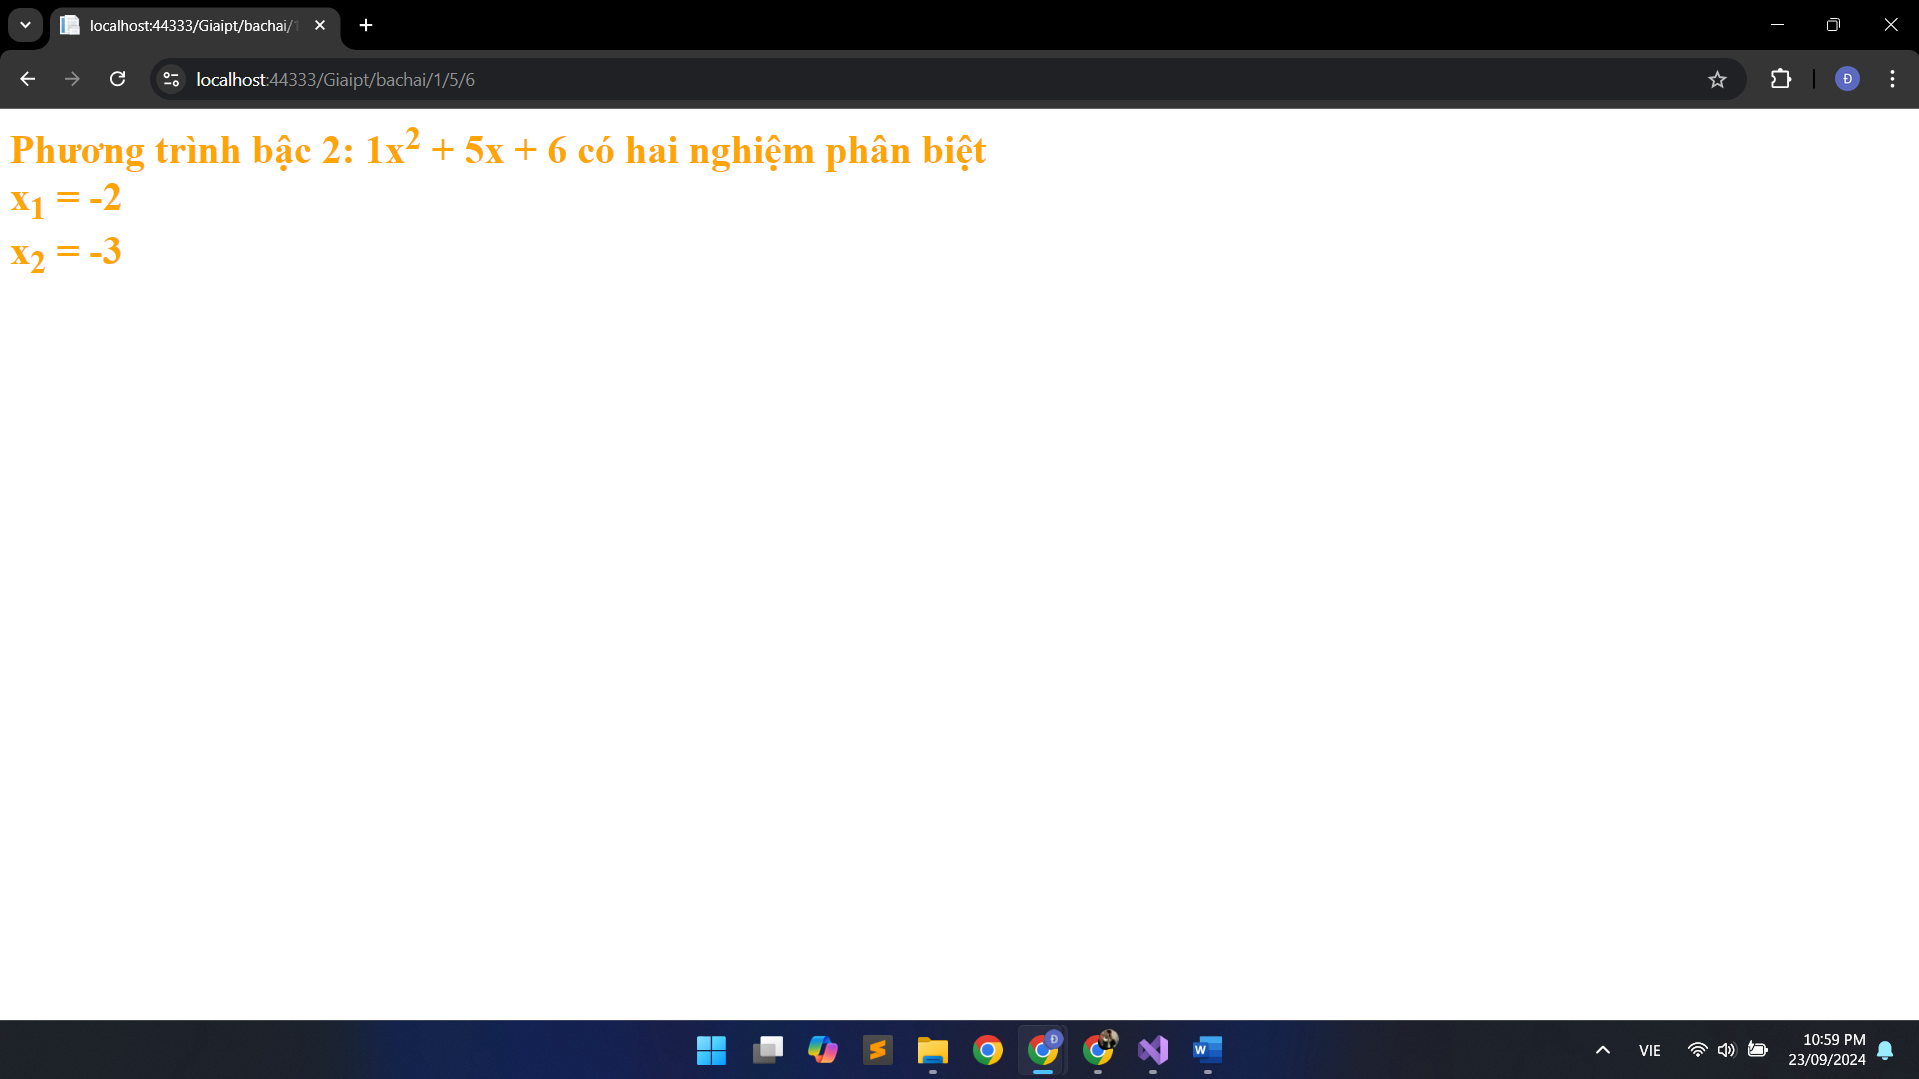 localhost:44333/Giaipt/bachai/1
localhost:44333/Giaipt/bachai/1/5/6
Đ
Phương trình bậc 2: 1x² + 5x + 6 có hai nghiệm phân biệt
x₁ = -2
x₂ = -3
Đ
W
VIE
10:59 PM
23/09/2024